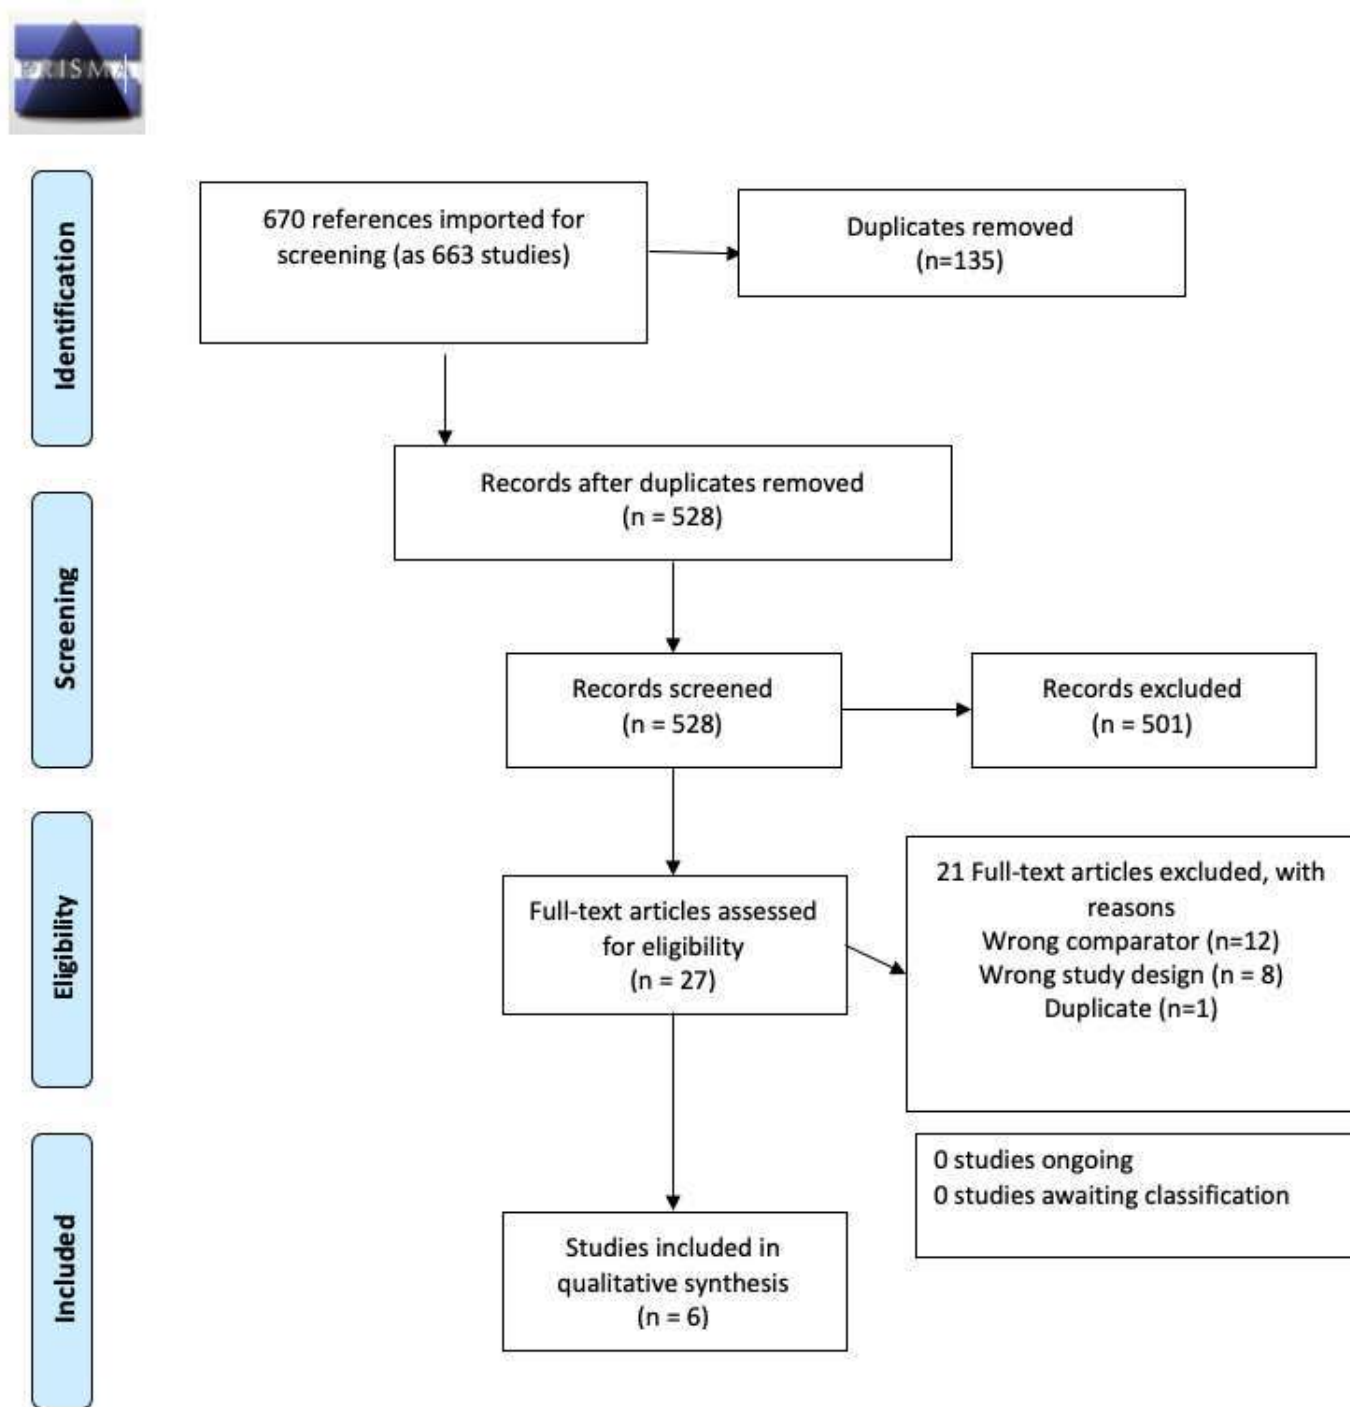 PRISMA
Identification
670 references imported for
screening (as 663 studies)
Duplicates removed
(n=135)
Records after duplicates removed
(n = 528)
Screening
Records screened
(n = 528)
Records excluded
(n = 501)
Eligibility
Full-text articles assessed
for eligibility
(n = 27)
21 Full-text articles excluded, with
reasons
Wrong comparator (n=12)
Wrong study design (n = 8)
Duplicate (n=1)
0 studies ongoing
0 studies awaiting classification
Included
Studies included in
qualitative synthesis
(n = 6)